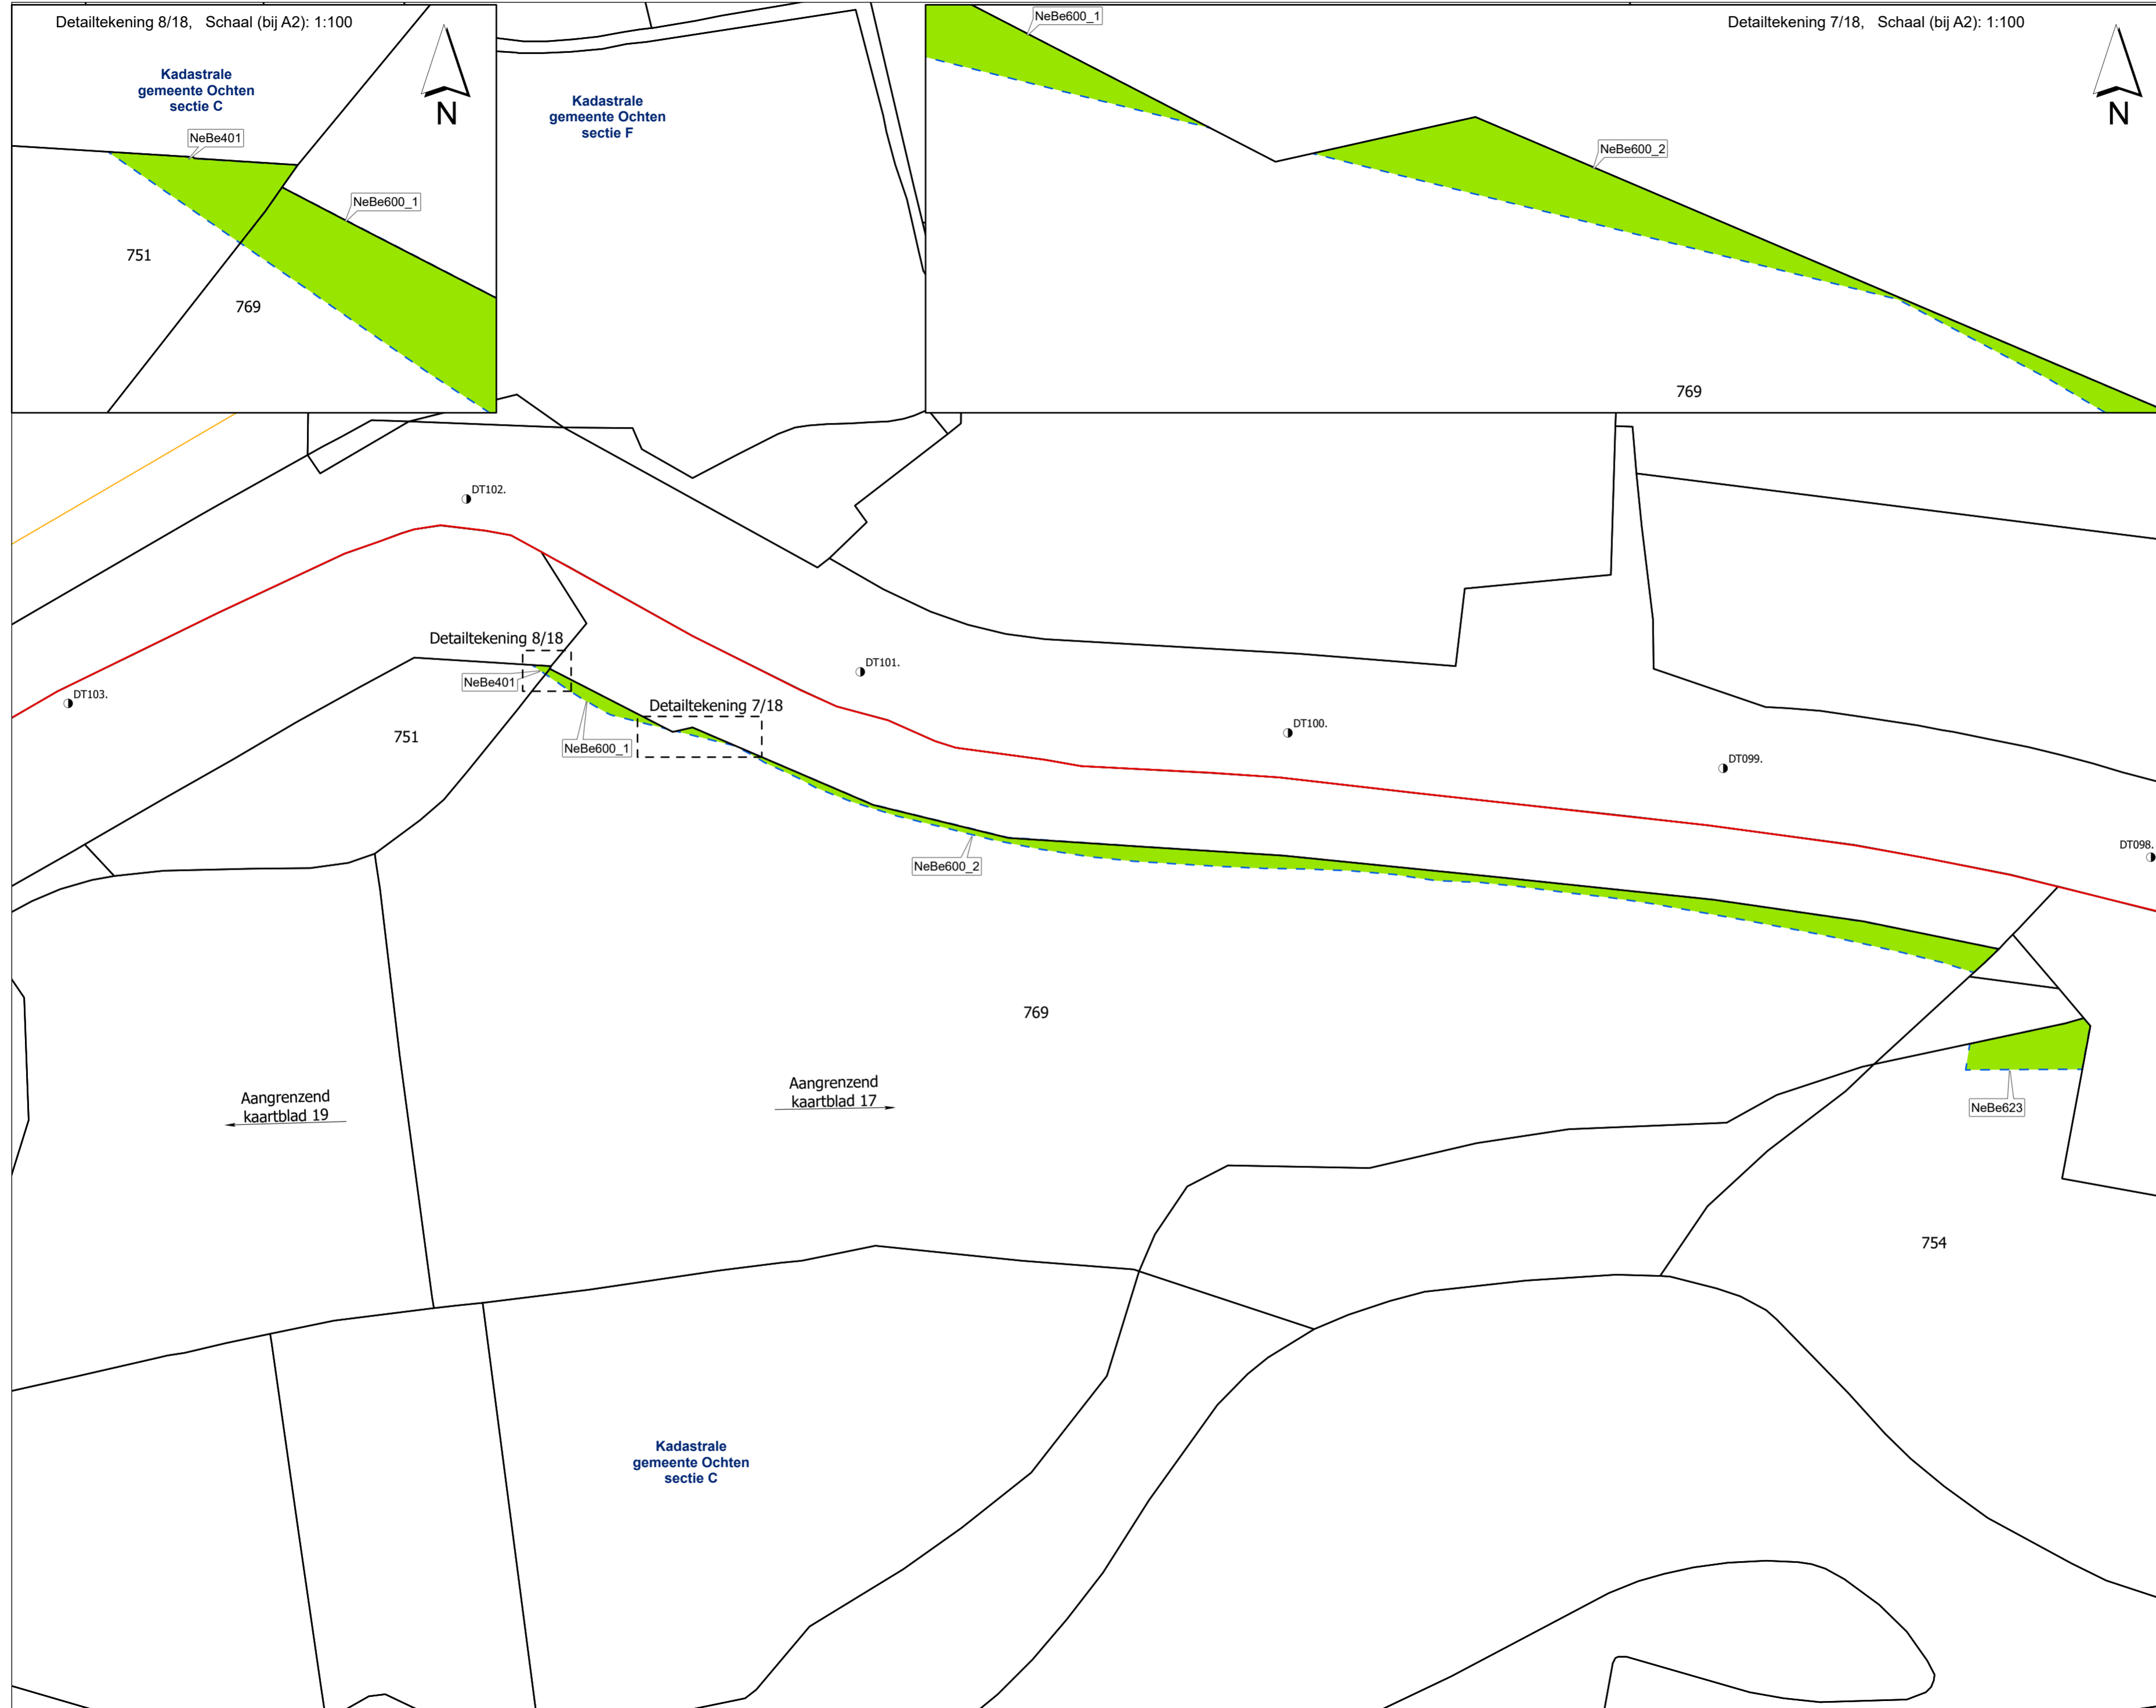 Detailtekening 8/18, Schaal (bij A2): 1:100
Kadastrale
gemeente Ochten
sectie C
N
NeBe401
NeBe600_1
751
769
Kadastrale
gemeente Ochten
sectie F
Detailtekening 7/18, Schaal (bij A2): 1:100
NeBe600_1
N
NeBe600_2
769
DT102.
Detailtekening 8/18
DT101.
NeBe401
DT103.
Detailtekening 7/18
DT100.
751
NeBe600_1
DT099.
DT098.
NeBe600_2
769
Aangrenzend
kaartblad 17
Aangrenzend
kaartblad 19
NeBe623
754
Kadastrale
gemeente Ochten
sectie C